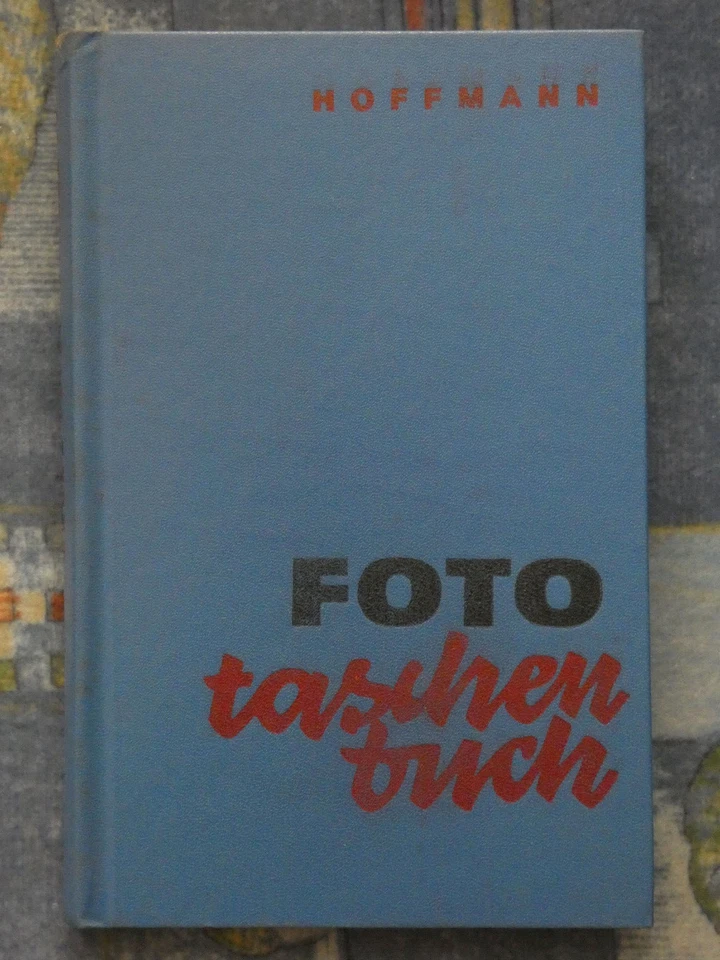 HOFFMANN
FOTO
taschen
buch